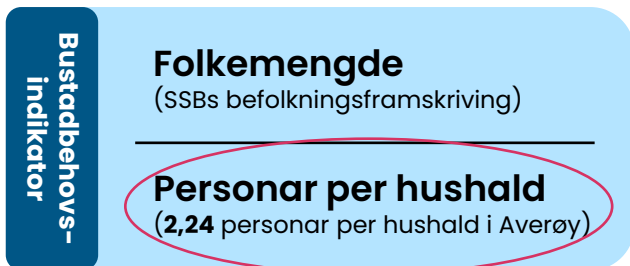 Bustadbehovs-
indikator
Folkemengde
(SSBs befolkningsframskriving)
Personar per hushald
(2,24 personar per hushald i Averøy)